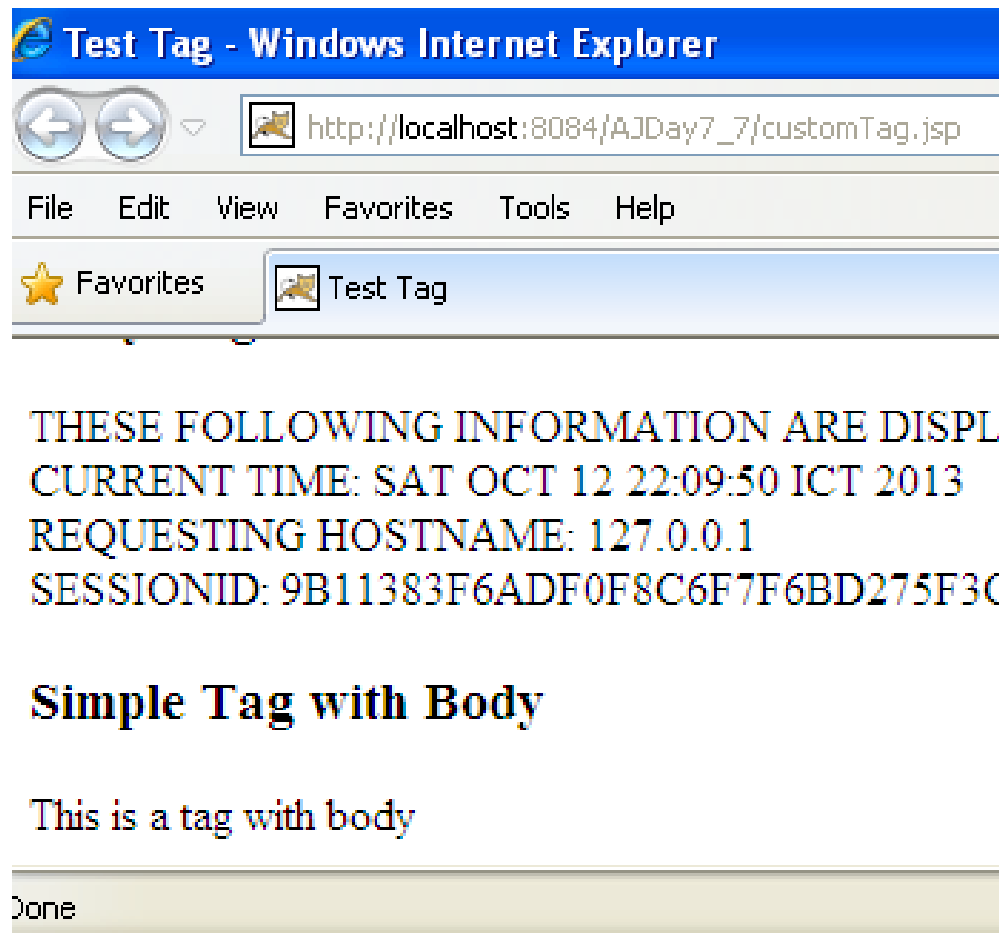 Test Tag - Windows Internet Explorer
http://localhost:8084/AJDay7_7/customTag.jsp
File Edit View Favorites Tools Help
Favorites
Test Tag
THESE FOLLOWING INFORMATION ARE DISPL
CURRENT TIME: SAT OCT 12 22:09:50 ICT 2013
REQUESTING HOSTNAME: 127.0.0.1
SESSIONID: 9B11383F6ADF0F8C6F7F6BD275F3C
Simple Tag with Body
This is a tag with body
Done